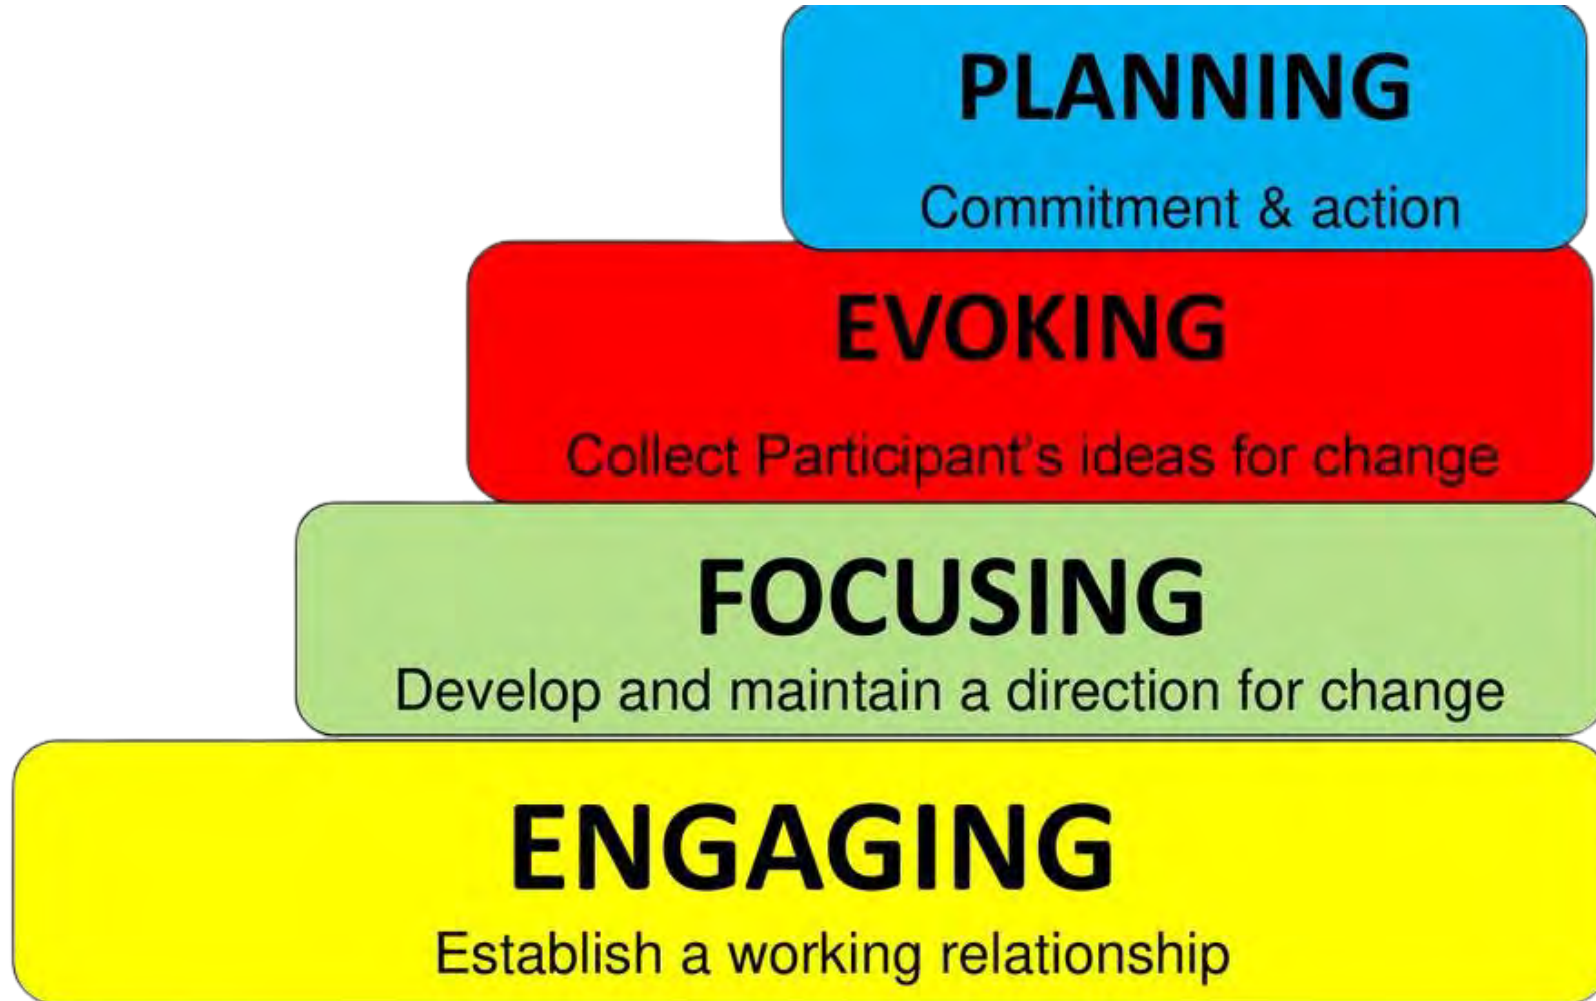 PLANNING
Commitment & action
EVOKING
Collect Participant's ideas for change
FOCUSING
Develop and maintain a direction for change
ENGAGING
Establish a working relationship